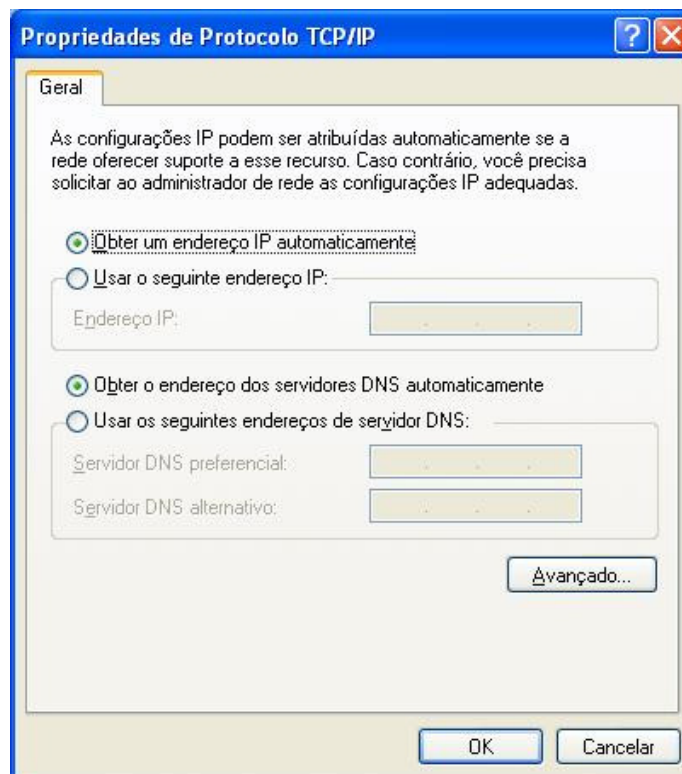 Propriedades de Protocolo TCP/IP
Geral
As configurações IP podem ser atribuídas automaticamente se a
rede oferecer suporte a esse recurso. Caso contrário, você precisa
solicitar ao administrador de rede as configurações IP adequadas.
Obter um endereço IP automaticamente
Usar o seguinte endereço IP:
Endereço IP:
Obter o endereço dos servidores DNS automaticamente
Usar os seguintes endereços de servidor DNS:
Servidor DNS preferencial:
Servidor DNS alternativo:
Avançado...
OK
Cancelar